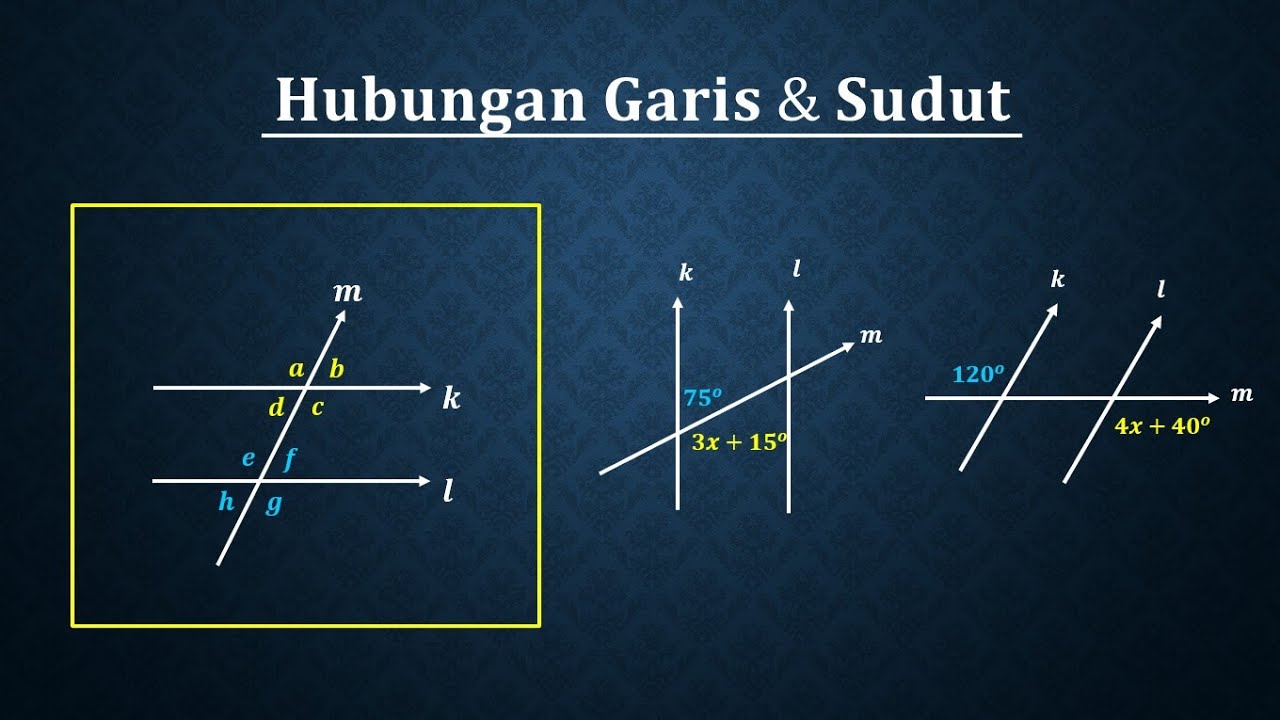 Hubungan Garis & Sudut
m
a b
k
d c
e f
l
h g
k
l
m
75°
3x + 15°
k
l
120°
m
4x + 40°